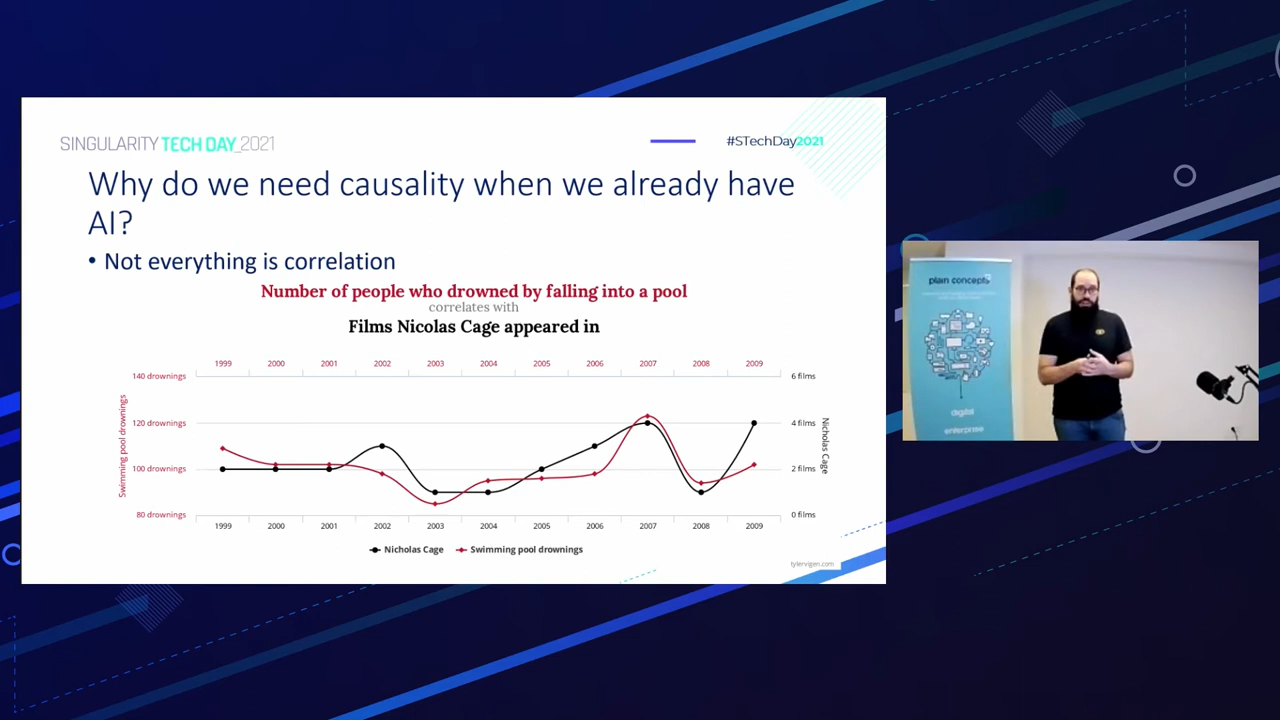 SINGULARITY TECH DAY_2021
#STechDay2021
Why do we need causality when we already have
AI?
• Not everything is correlation
Number of people who drowned by falling into a pool
correlates with
Films Nicolas Cage appeared in
1999 2000 2001 2002 2003 2004 2005 2006 2007 2008 2009
140 drownings 6 films
120 drownings 4 films
100 drownings 2 films
80 drownings 0 films
Swimming pool drownings
Nicholas Cage
1999 2000 2001 2002 2003 2004 2005 2006 2007 2008 2009
Nicholas Cage Swimming pool drownings
tylervigen.com
plain concepts
digital
enterprise